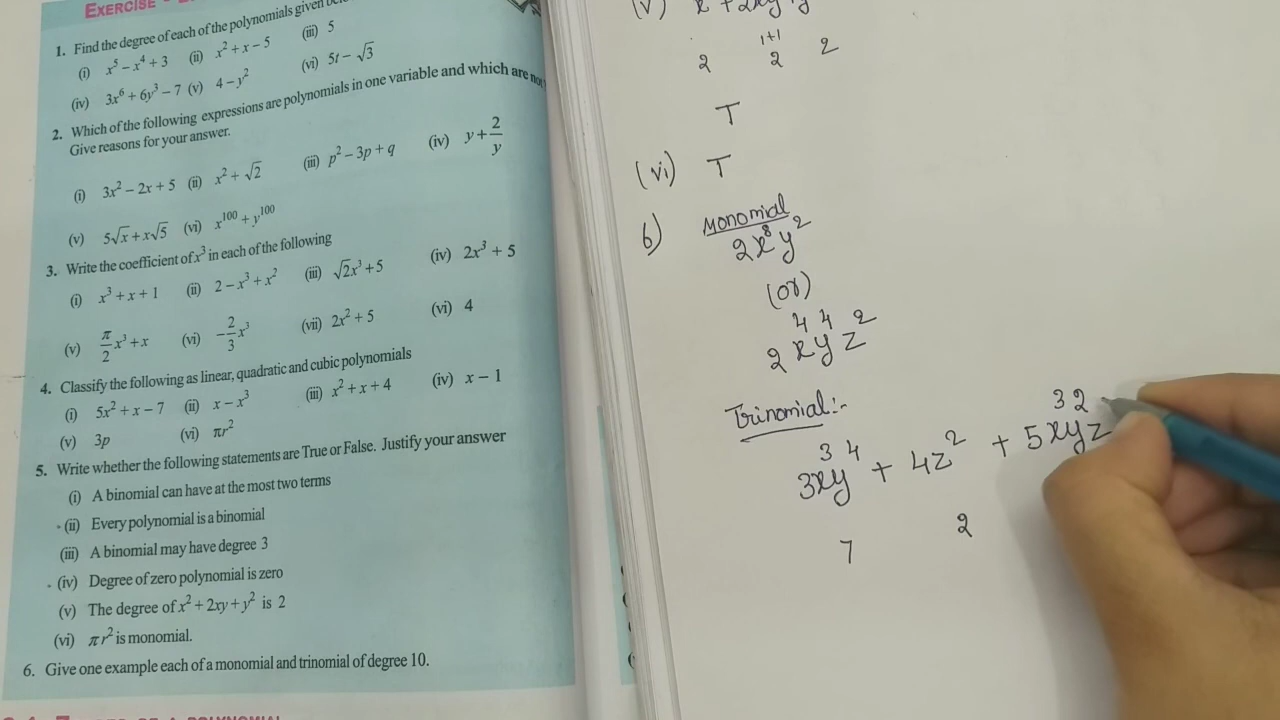 EXERCISE -
1. Find the degree of each of the polynomials given
(i) x⁵ − x⁴ + 3 (ii) x² + x − 5 (iii) 5
(iv) 3x⁶ + 6y³ − 7 (v) 4 − y² (vi) 5t − √3
2. Which of the following expressions are polynomials in one variable and which are not
Give reasons for your answer.
(i) 3x² − 2x + 5 (ii) x² + √2 (iii) p² − 3p + q (iv) y + 2/y
(v) 5√x + x√5 (vi) x¹⁰⁰ + y¹⁰⁰
3. Write the coefficient of x³ in each of the following
(i) x³ + x + 1 (ii) 2 − x³ + x² (iii) √2x³ + 5 (iv) 2x³ + 5
(v) π/2 x³ + x (vi) −2/3 x³ (vii) 2x² + 5 (vi) 4
4. Classify the following as linear, quadratic and cubic polynomials
(i) 5x² + x − 7 (ii) x − x³ (iii) x² + x + 4 (iv) x − 1
(v) 3p (vi) πr²
5. Write whether the following statements are True or False. Justify your answer
(i) A binomial can have at the most two terms
(ii) Every polynomial is a binomial
(iii) A binomial may have degree 3
(iv) Degree of zero polynomial is zero
(v) The degree of x² + 2xy + y² is 2
(vi) πr² is monomial.
6. Give one example each of a monomial and trinomial of degree 10.
(v)
1+1
2 2 2
T
(vi) T
6) Monomial
2x⁸y²
(or)
2x⁴y⁴z²
Trinomial:-
3x³y⁴ + 4z² + 5x³y²z
7 2